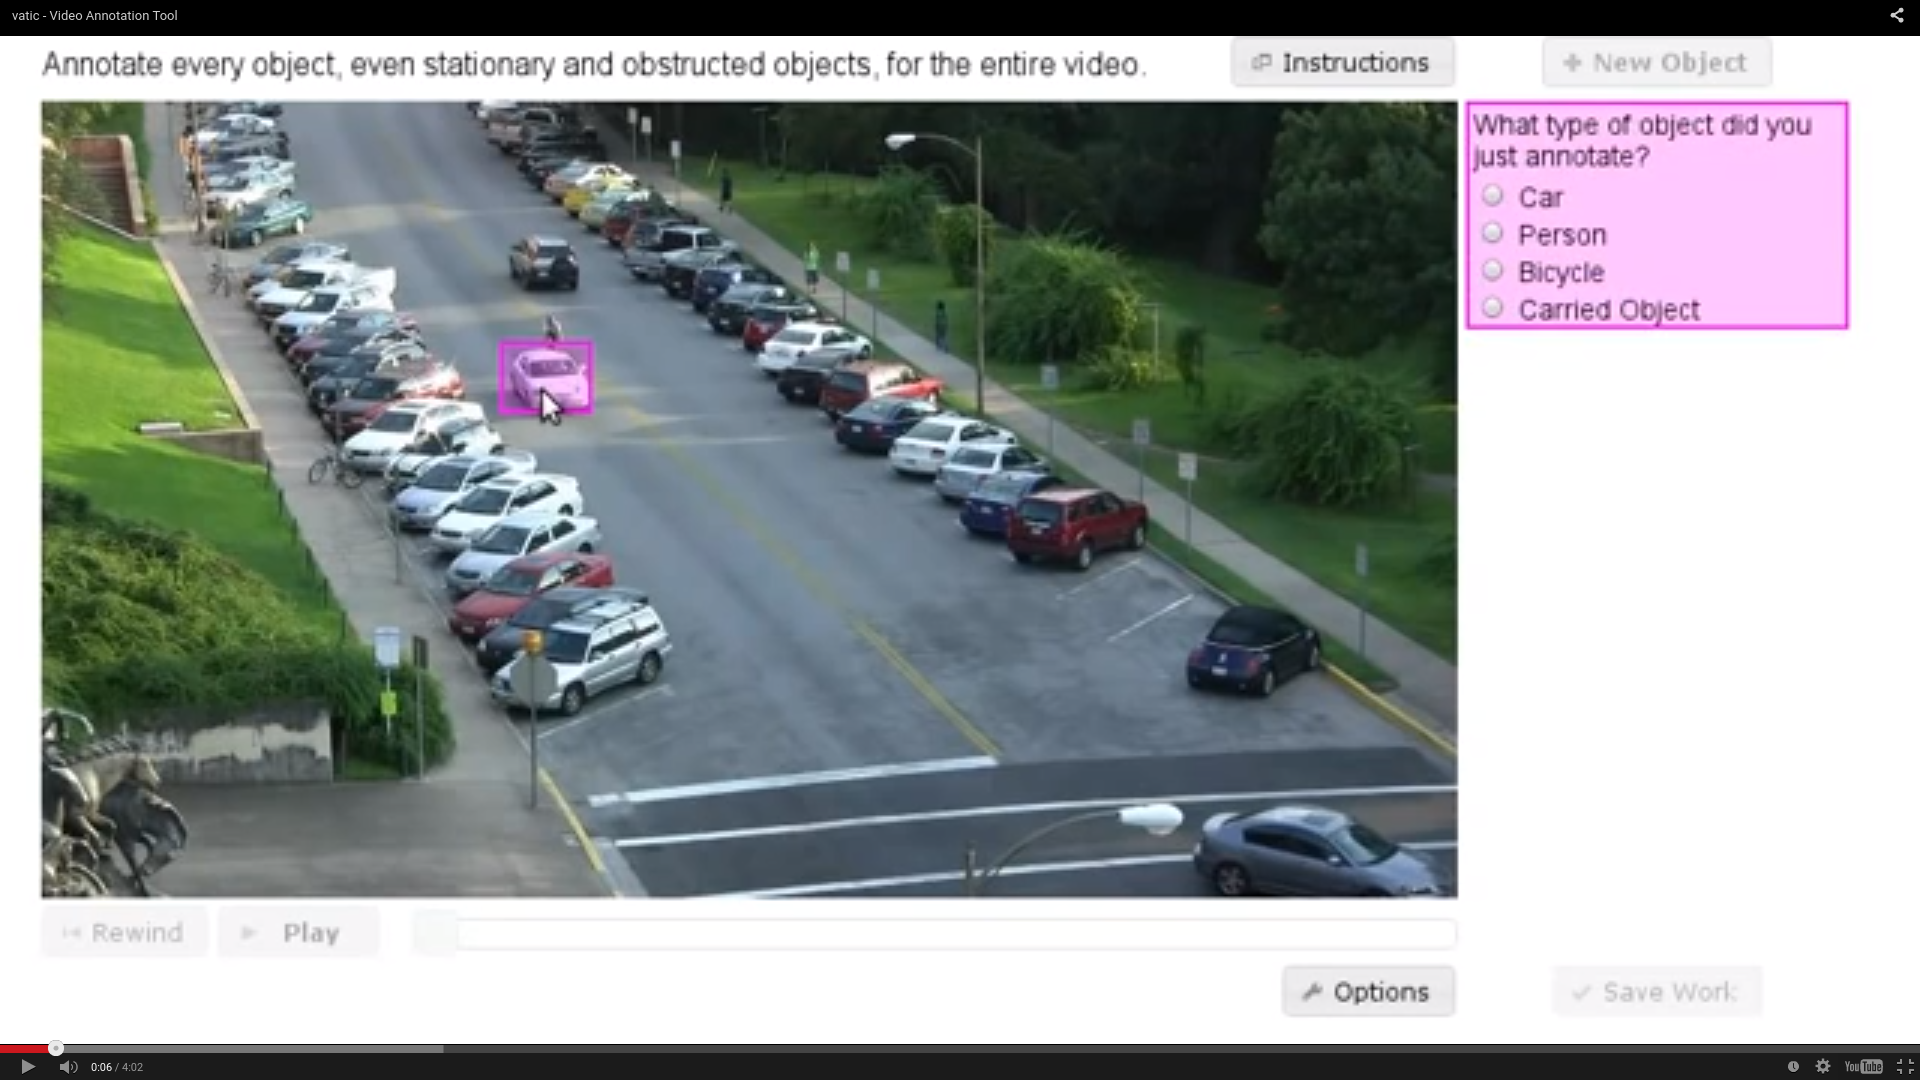 vatic - Video Annotation Tool
Annotate every object, even stationary and obstructed objects, for the entire video.
Instructions
New Object
What type of object did you
just annotate?
Car
Person
Bicycle
Carried Object
Rewind
Play
Options
Save Work
0:06 / 4:02
YouTube